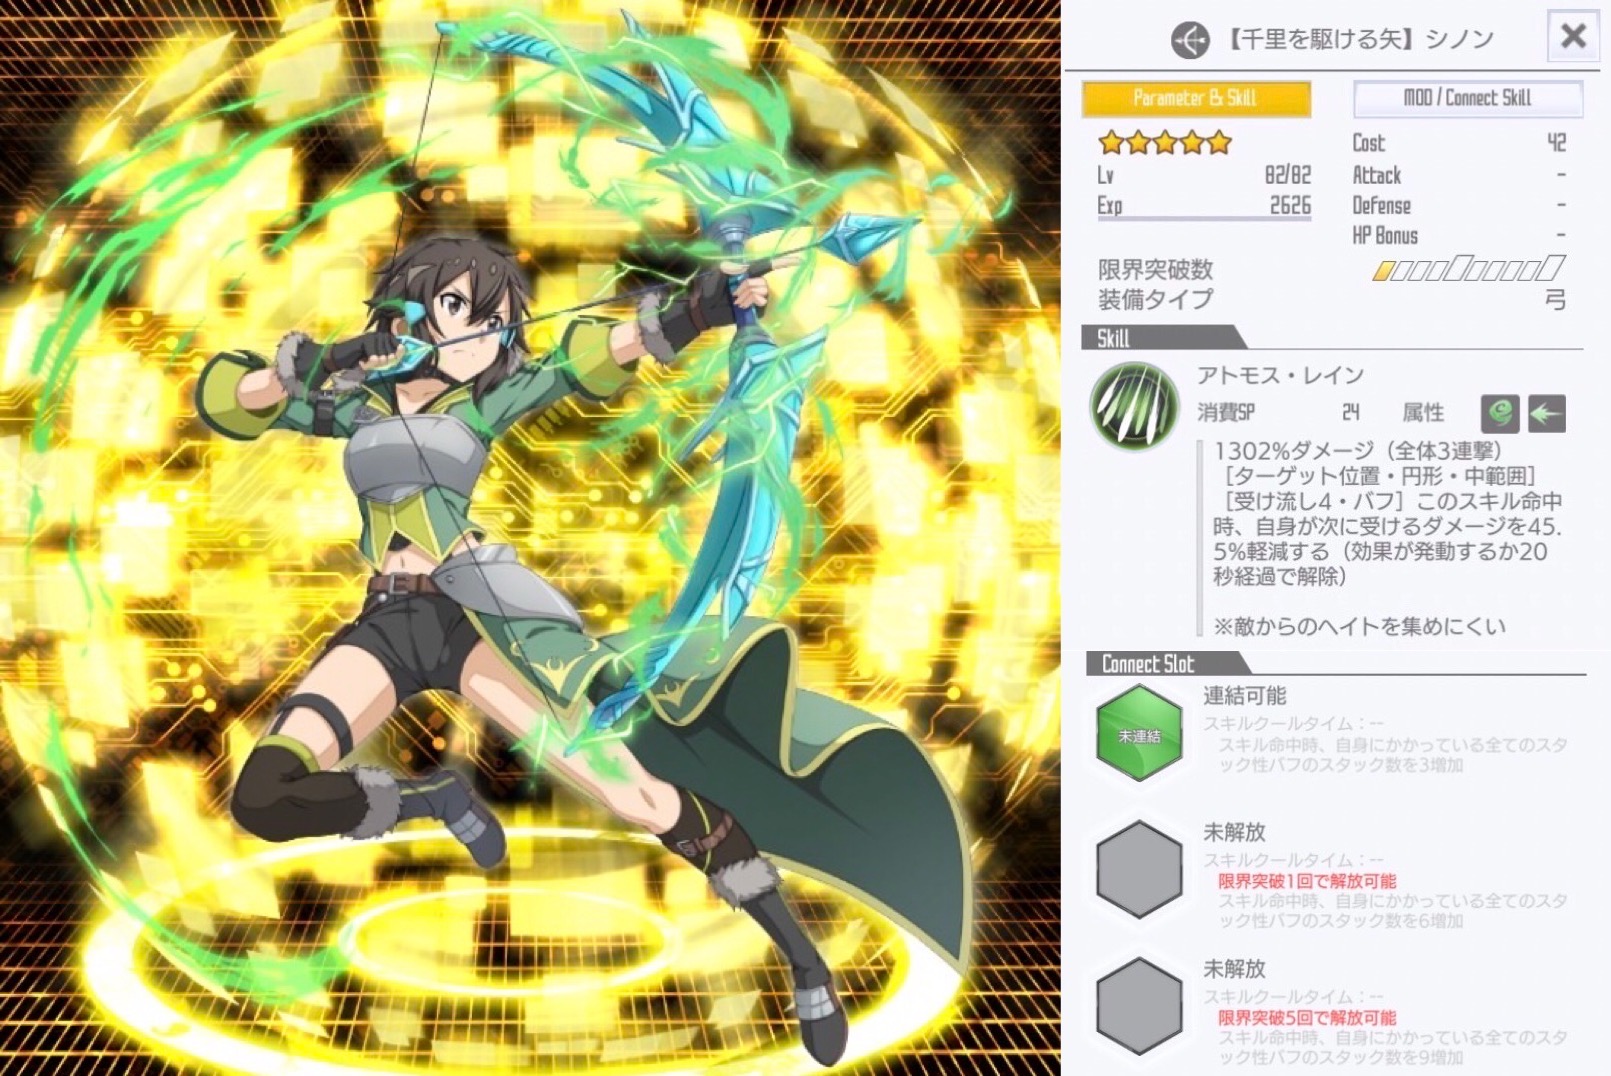 【千里を駆ける矢】シノン
Parameter & Skill
MOD / Connect Skill
Lv 82/82
Exp 2626
Cost 42
Attack -
Defense -
HP Bonus -
限界突破数
装備タイプ 弓
Skill
アトモス・レイン
消費SP 24 属性
1302%ダメージ（全体3連撃）
［ターゲット位置・円形・中範囲］
［受け流し4・バフ］このスキル命中
時、自身が次に受けるダメージを45.
5%軽減する（効果が発動するか20
秒経過で解除）
※敵からのヘイトを集めにくい
Connect Slot
未連結
連結可能
スキルクールタイム：--
スキル命中時、自身にかかっている全てのスタ
ック性バフのスタック数を3増加
未解放
スキルクールタイム：--
限界突破1回で解放可能
スキル命中時、自身にかかっている全てのスタ
ック性バフのスタック数を6増加
未解放
スキルクールタイム：--
限界突破5回で解放可能
スキル命中時、自身にかかっている全てのスタ
ック性バフのスタック数を9増加